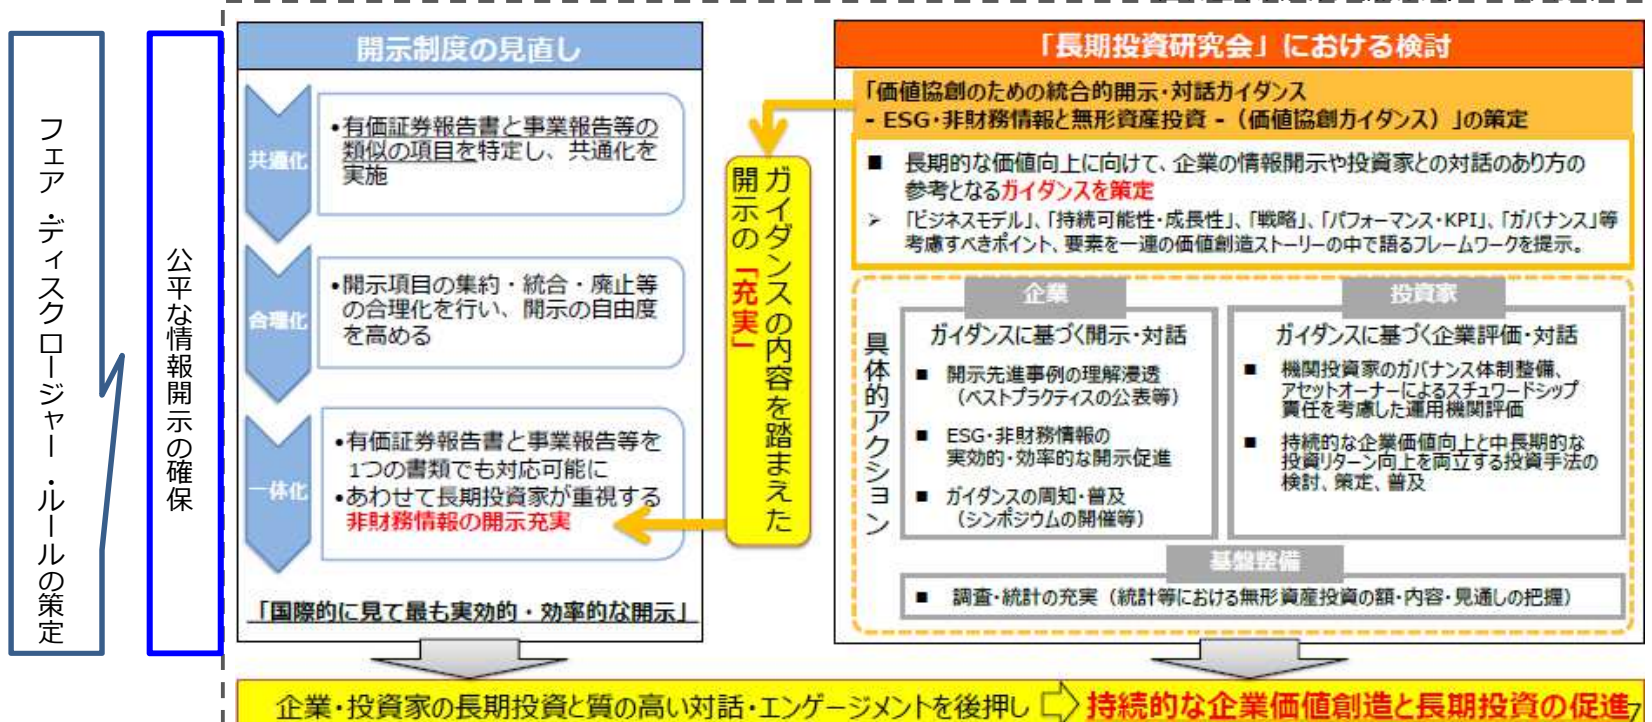 フェア・ディスクロージャー・ルールの策定
公平な情報開示の確保
開示制度の見直し
共通化
•有価証券報告書と事業報告等の
類似の項目を特定し、共通化を
実施
合理化
•開示項目の集約・統合・廃止等
の合理化を行い、開示の自由度
を高める
一体化
•有価証券報告書と事業報告等を
1つの書類でも対応可能に
•あわせて長期投資家が重視する
非財務情報の開示充実
「国際的に見て最も実効的・効率的な開示」
ガイダンスの内容を踏まえた
開示の「充実」
「長期投資研究会」における検討
「価値協創のための統合的開示・対話ガイダンス
- ESG・非財務情報と無形資産投資 -（価値協創ガイダンス）」の策定
■ 長期的な価値向上に向けて、企業の情報開示や投資家との対話のあり方の
参考となるガイダンスを策定
➢ 「ビジネスモデル」、「持続可能性・成長性」、「戦略」、「パフォーマンス・KPI」、「ガバナンス」等
考慮すべきポイント、要素を一連の価値創造ストーリーの中で語るフレームワークを提示。
具体的アクション
企業
ガイダンスに基づく開示・対話
■ 開示先進事例の理解浸透
（ベストプラクティスの公表等）
■ ESG・非財務情報の
実効的・効率的な開示促進
■ ガイダンスの周知・普及
（シンポジウムの開催等）
投資家
ガイダンスに基づく企業評価・対話
■ 機関投資家のガバナンス体制整備、
アセットオーナーによるスチュワードシップ
責任を考慮した運用機関評価
■ 持続的な企業価値向上と中長期的な
投資リターン向上を両立する投資手法の
検討、策定、普及
基盤整備
■ 調査・統計の充実（統計等における無形資産投資の額・内容・見通しの把握）
企業・投資家の長期投資と質の高い対話・エンゲージメントを後押し ⇨ 持続的な企業価値創造と長期投資の促進
7